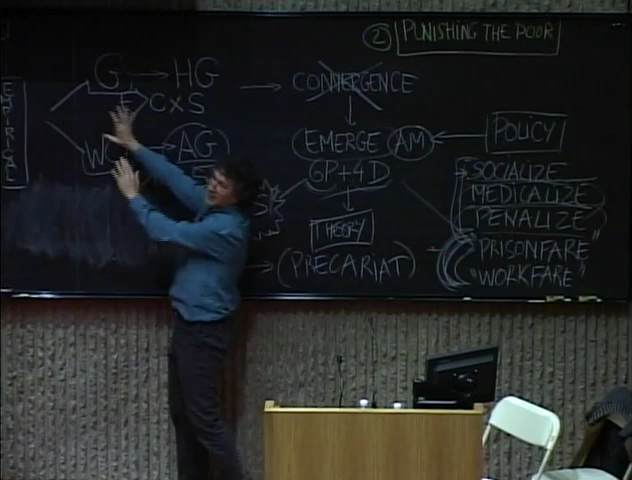 ② PUNISHING THE POOR
EMPIRICAL
G → HG → CONVERGENCE
C x S
W AG
EMERGE AM ← POLICY
6P+4D
SOCIALIZE
MEDICALIZE
PENALIZE
THEORY
"PRISONFARE"
"WORKFARE"
→ (PRECARIAT)